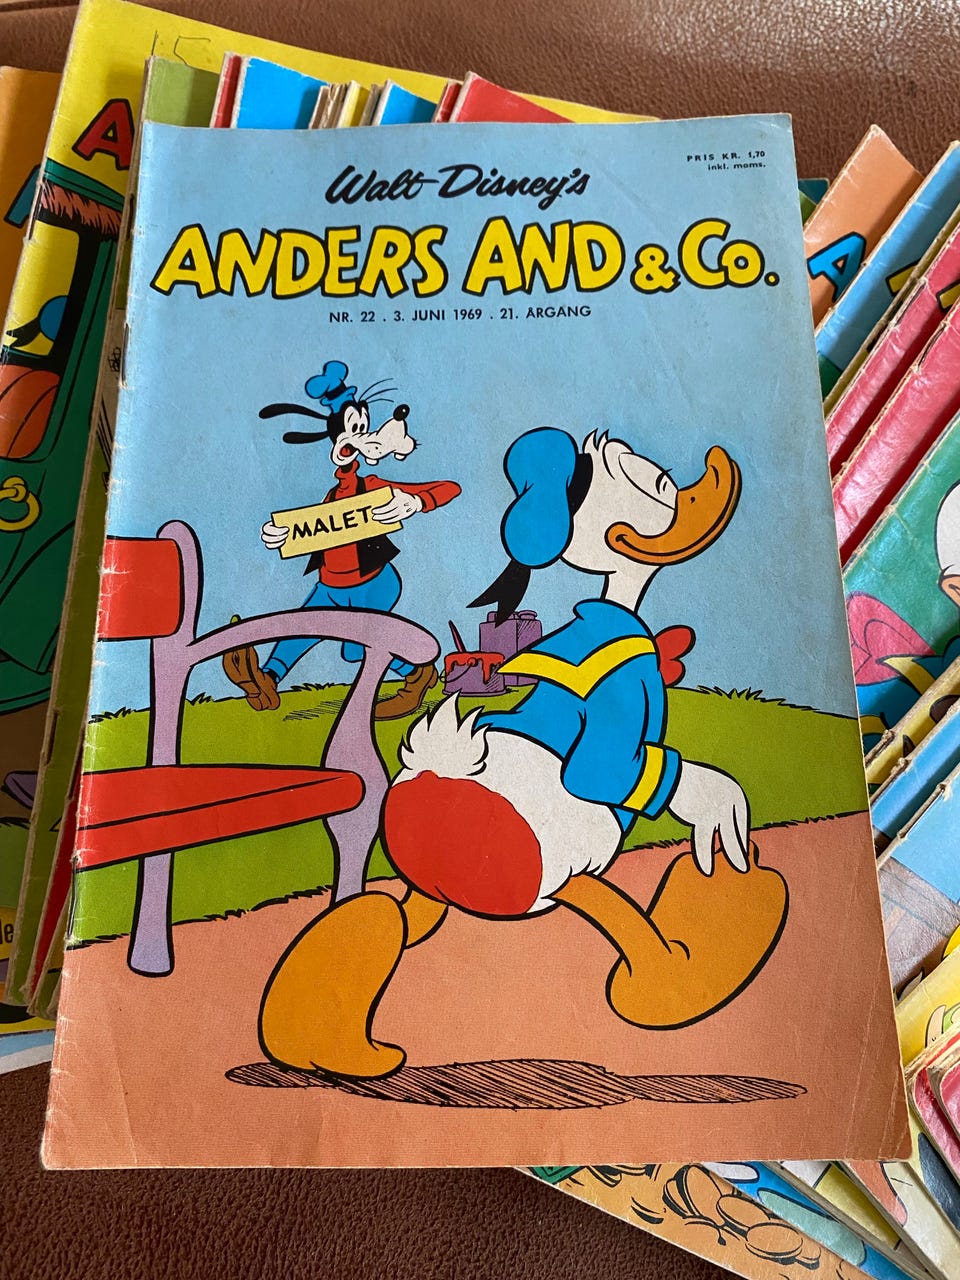 15
PRIS KR. 1,70
inkl. moms.
Walt Disney's
ANDERS AND & Co.
NR. 22 . 3. JUNI 1969 . 21. ÅRGANG
MALET